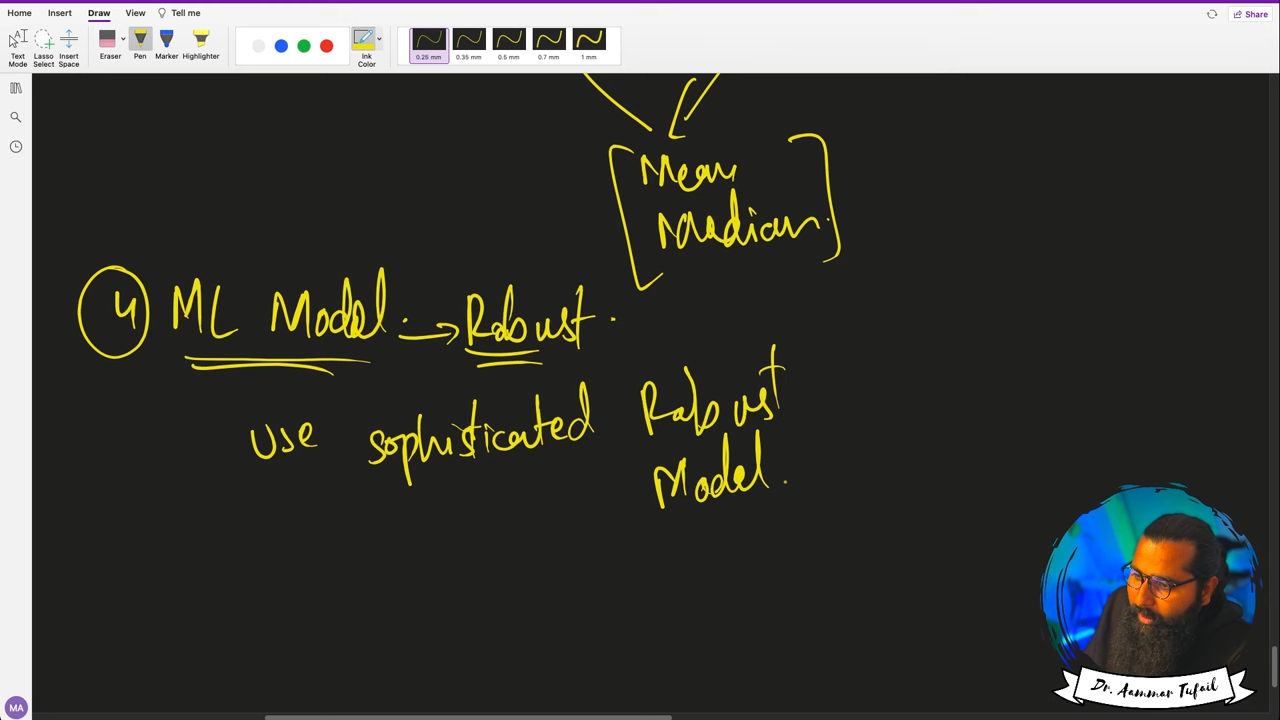 Home Insert Draw View Tell me
Share
Text Mode
Lasso Select
Insert Space
Eraser
Pen
Marker
Highlighter
Ink Color
0.25 mm
0.35 mm
0.5 mm
0.7 mm
1 mm
Mean
Median
4 ML Model. → Robust.
use sophisticated Robust
Model.
MA
Dr. Aammar Tufail